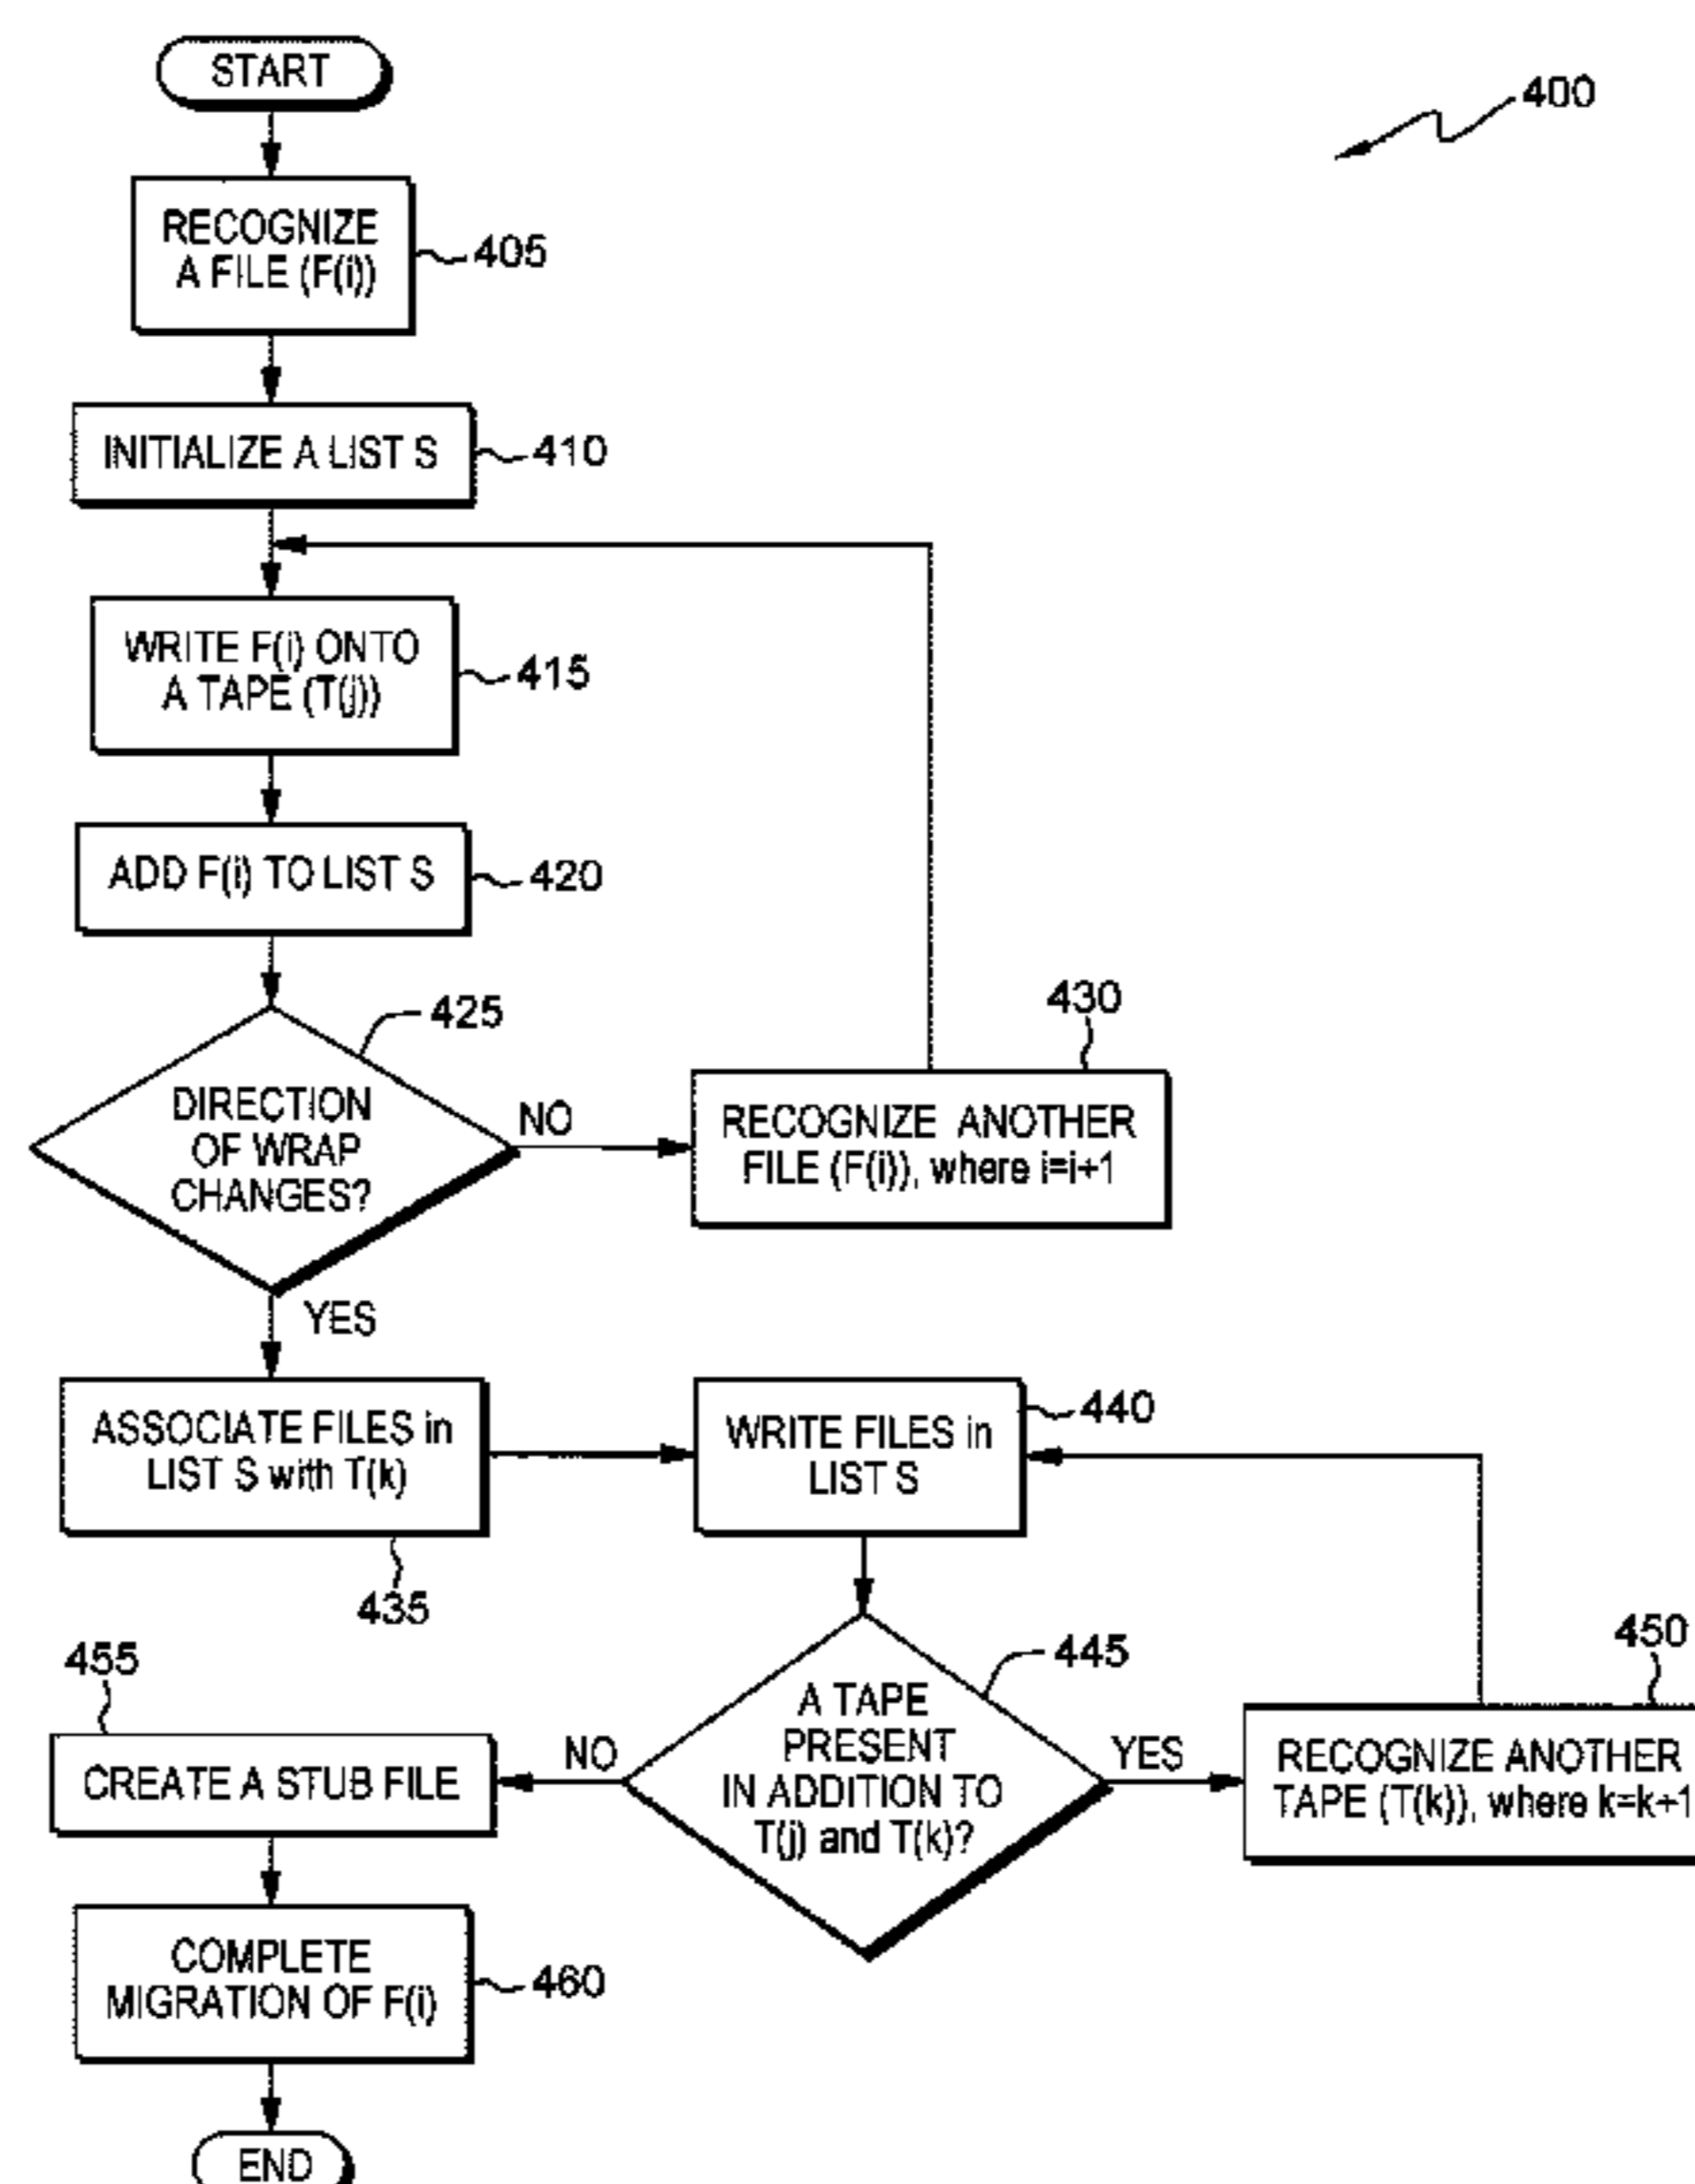 START
400
RECOGNIZE
A FILE (F(i))
405
INITIALIZE A LIST S
410
WRITE F(i) ONTO
A TAPE (T(j))
415
ADD F(i) TO LIST S
420
425
DIRECTION
OF WRAP
CHANGES?
NO
430
RECOGNIZE ANOTHER
FILE (F(i)), where i=i+1
YES
ASSOCIATE FILES in
LIST S with T(k)
435
WRITE FILES in
LIST S
440
445
A TAPE
PRESENT
IN ADDITION TO
T(j) and T(k)?
YES
450
RECOGNIZE ANOTHER
TAPE (T(k)), where k=k+1
NO
455
CREATE A STUB FILE
COMPLETE
MIGRATION OF F(i)
460
END